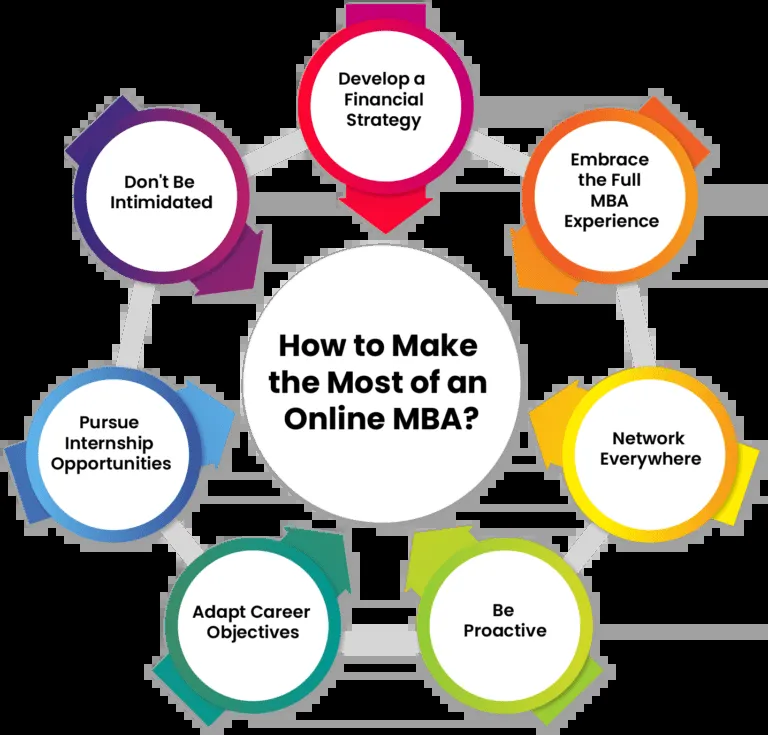 Develop a
Financial
Strategy
Embrace
the Full
MBA
Experience
Network
Everywhere
Be
Proactive
Adapt Career
Objectives
Pursue
Internship
Opportunities
Don't Be
Intimidated
How to Make
the Most of an
Online MBA?